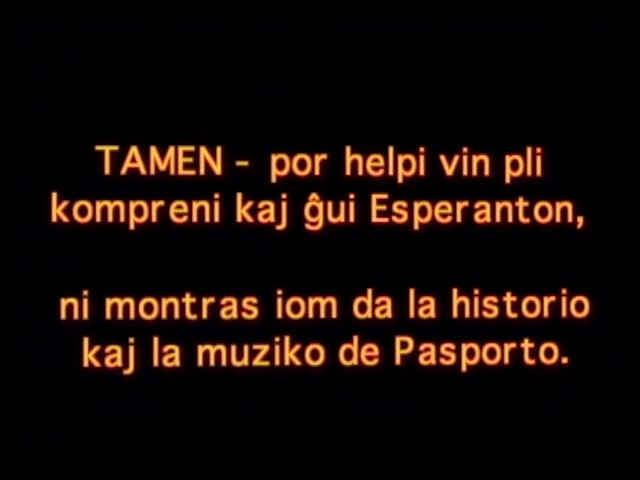 TAMEN - por helpi vin pli
kompreni kaj ĝui Esperanton,
ni montras iom da la historio
kaj la muziko de Pasporto.